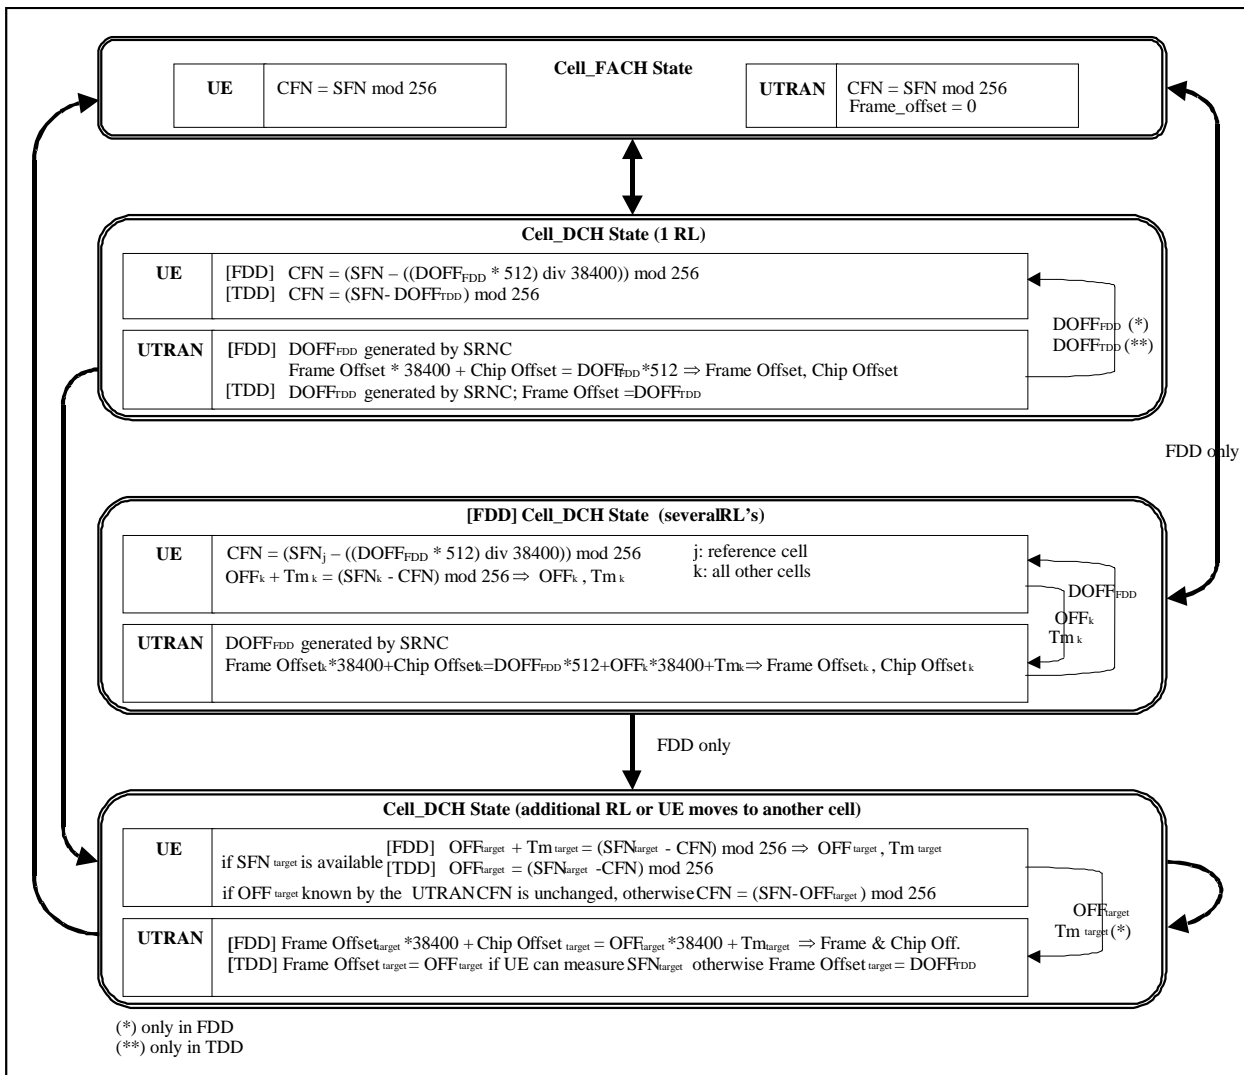 Cell_FACH State
UE CFN = SFN mod 256
UTRAN CFN = SFN mod 256
Frame_offset = 0
Cell_DCH State (1 RL)
UE [FDD] CFN = (SFN – ((DOFFFDD * 512) div 38400)) mod 256
[TDD] CFN = (SFN- DOFFTDD) mod 256
DOFFFDD (*)
DOFFTDD (**)
UTRAN [FDD] DOFFFDD generated by SRNC
Frame Offset * 38400 + Chip Offset = DOFFFDD*512 ⇒ Frame Offset, Chip Offset
[TDD] DOFFTDD generated by SRNC; Frame Offset =DOFFTDD
FDD only
[FDD] Cell_DCH State (severalRL's)
UE CFN = (SFNj – ((DOFFFDD * 512) div 38400)) mod 256
j: reference cell
OFFk + Tmk = (SFNk - CFN) mod 256 ⇒ OFFk , Tmk
k: all other cells
DOFFFDD
OFFk
Tmk
UTRAN DOFFFDD generated by SRNC
Frame Offsetk*38400+Chip Offsetk=DOFFFDD*512+OFFk*38400+Tmk⇒ Frame Offsetk , Chip Offsetk
FDD only
Cell_DCH State (additional RL or UE moves to another cell)
UE if SFN target is available
[FDD] OFFtarget + Tm target = (SFNtarget - CFN) mod 256 ⇒ OFF target , Tm target
[TDD] OFFtarget = (SFNtarget -CFN) mod 256
if OFF target known by the UTRAN CFN is unchanged, otherwise CFN = (SFN-OFFtarget ) mod 256
OFFtarget
Tm target (*)
UTRAN [FDD] Frame Offsettarget *38400 + Chip Offset target = OFFtarget *38400 + Tmtarget ⇒ Frame & Chip Off.
[TDD] Frame Offset target = OFF target if UE can measure SFNtarget otherwise Frame Offset target = DOFFTDD
(*) only in FDD
(**) only in TDD